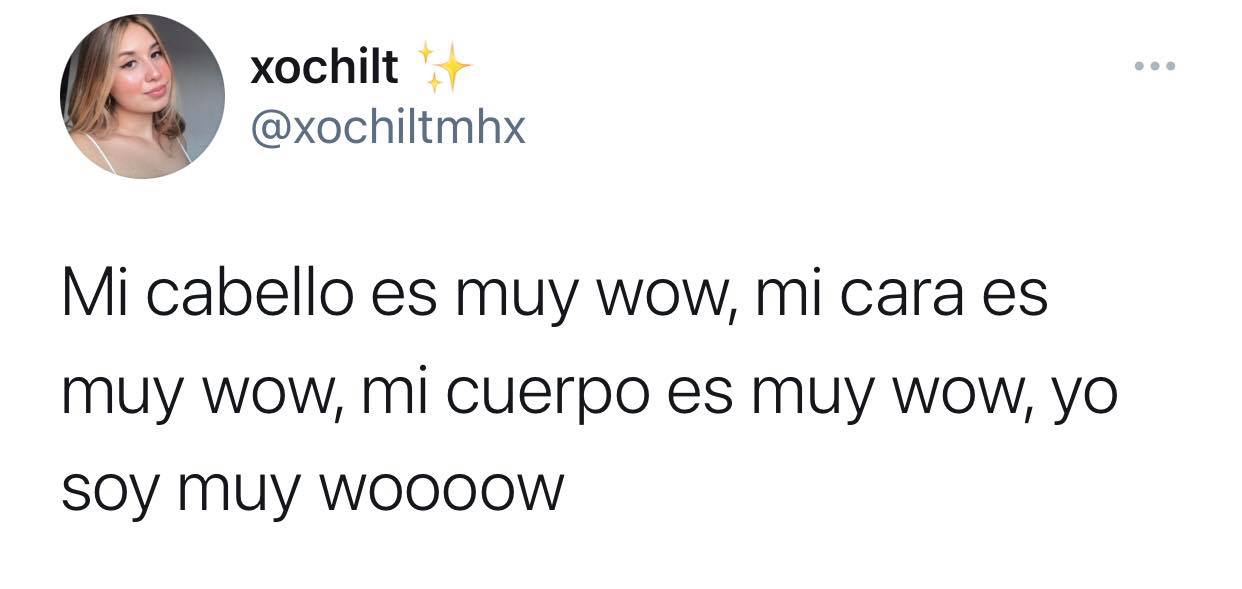 xochilt ✨
@xochiltmhx
Mi cabello es muy wow, mi cara es
muy wow, mi cuerpo es muy wow, yo
soy muy woooow